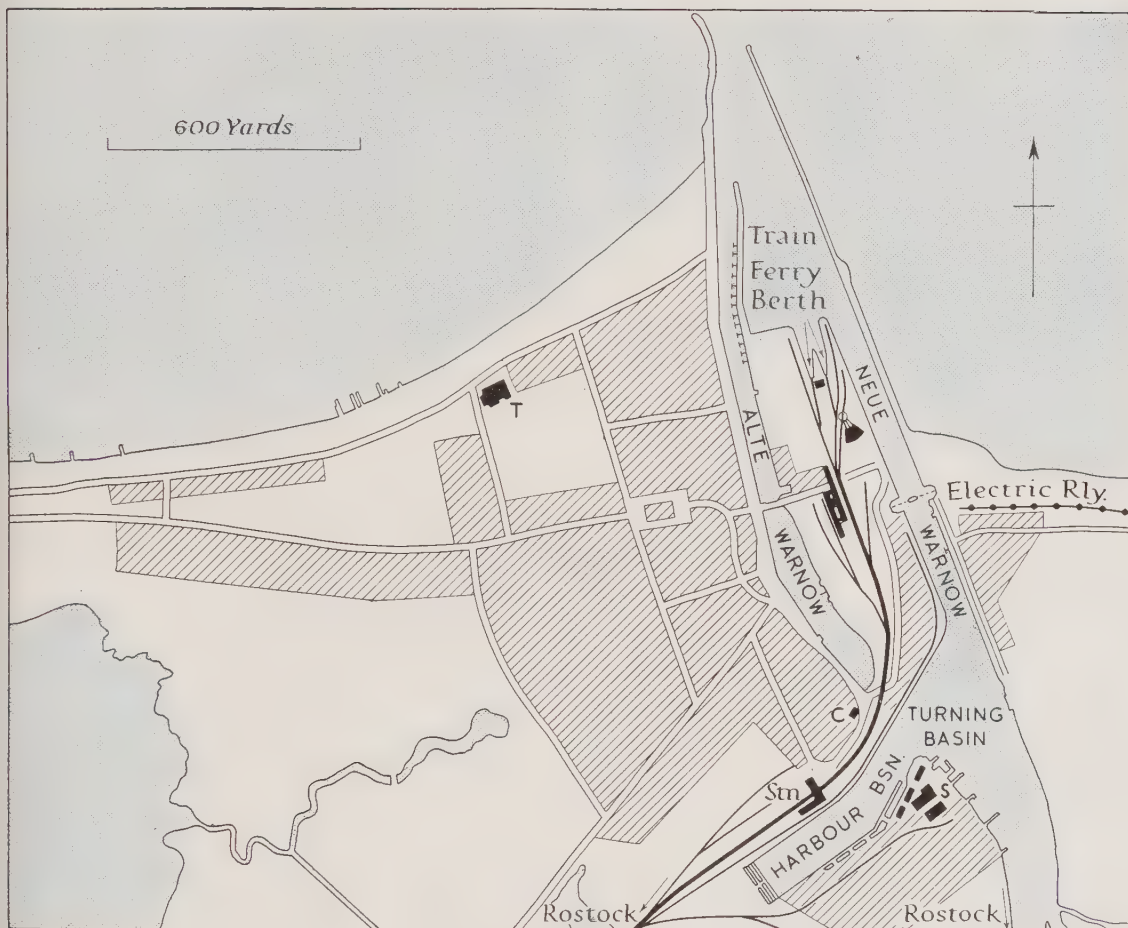 600 Yards
Train
Ferry
Berth
NEUE
T
ALTE
Electric Rly.
WARNOW
WARNOW
C
TURNING
BASIN
Stn
HARBOUR BSN.
S
Rostock
Rostock